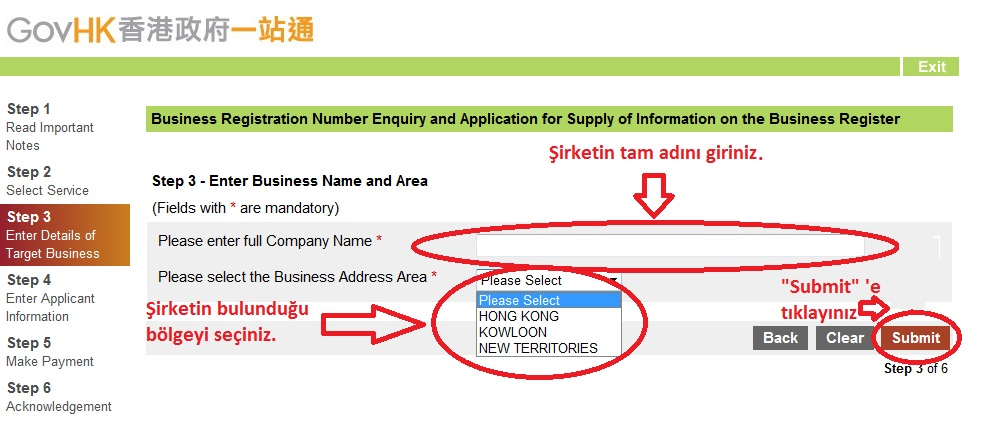 GovHK香港政府一站通
Exit
Step 1
Read Important
Notes
Step 2
Select Service
Step 3
Enter Details of
Target Business
Step 4
Enter Applicant
Information
Step 5
Make Payment
Step 6
Acknowledgement
Business Registration Number Enquiry and Application for Supply of Information on the Business Register
Şirketin tam adını giriniz.
Step 3 - Enter Business Name and Area
(Fields with * are mandatory)
Please enter full Company Name *
Please select the Business Address Area *
Please Select
Please Select
HONG KONG
KOWLOON
NEW TERRITORIES
Şirketin bulunduğu
bölgeyi seçiniz.
"Submit" 'e
tıklayınız
Back Clear Submit
Step 3 of 6